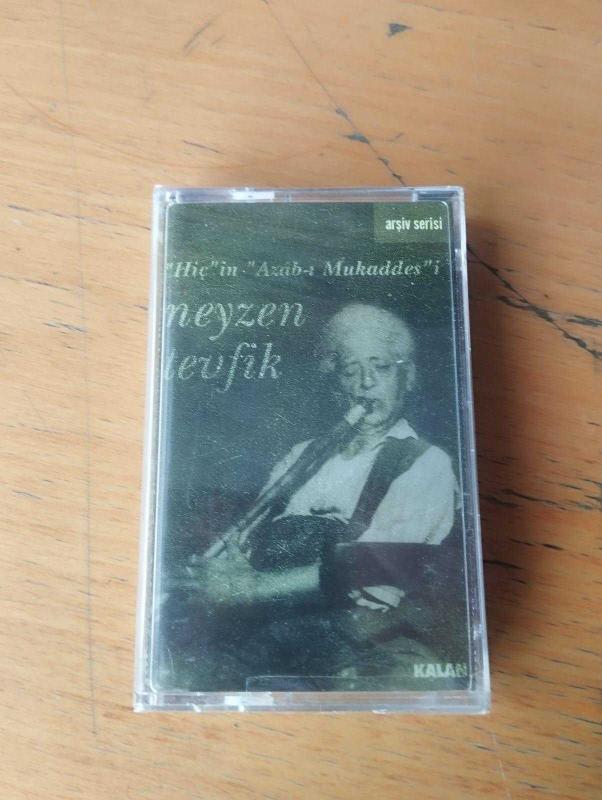 arşiv serisi
"Hiç"in "Azâb-ı Mukaddes"i
neyzen
tevfik
KALAN